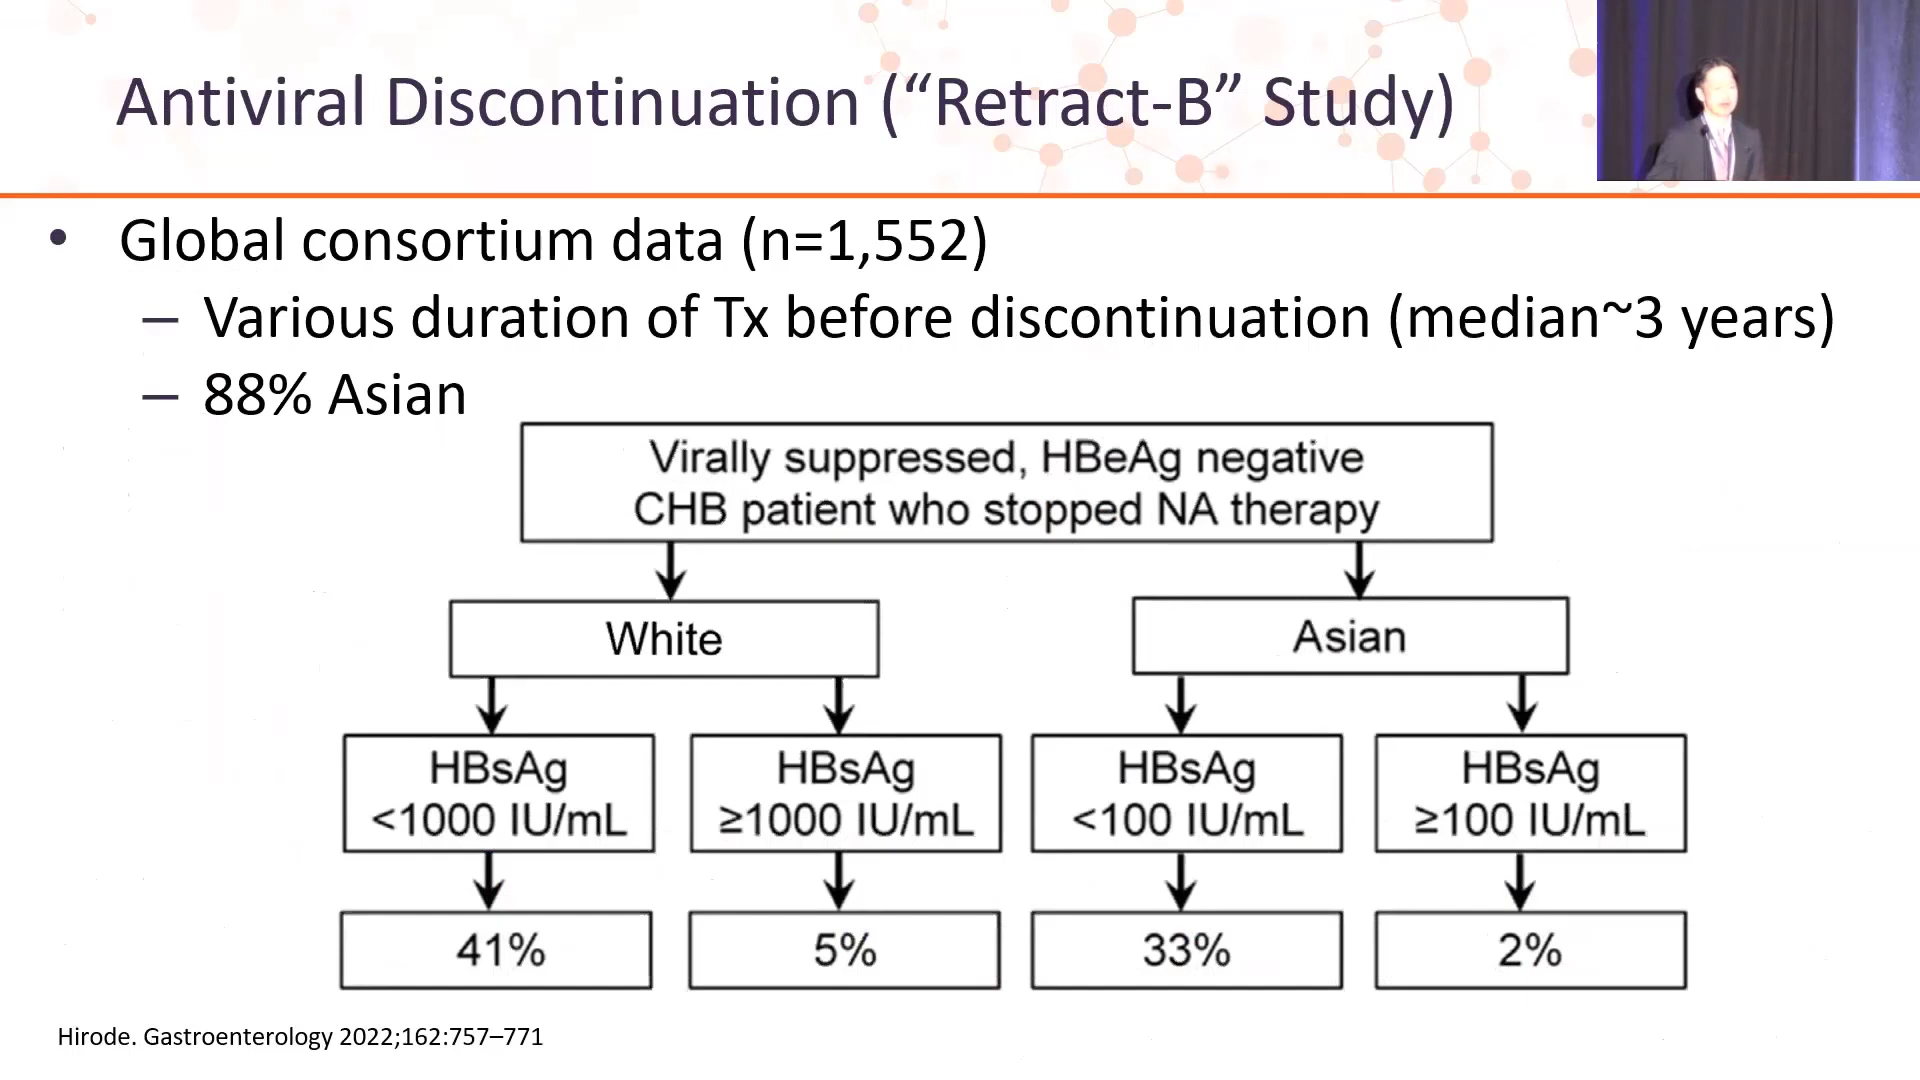 Antiviral Discontinuation (“Retract-B” Study)
• Global consortium data (n=1,552)
– Various duration of Tx before discontinuation (median~3 years)
– 88% Asian
Virally suppressed, HBeAg negative
CHB patient who stopped NA therapy
White
Asian
HBsAg
<1000 IU/mL
HBsAg
≥1000 IU/mL
HBsAg
<100 IU/mL
HBsAg
≥100 IU/mL
41%
5%
33%
2%
Hirode. Gastroenterology 2022;162:757–771